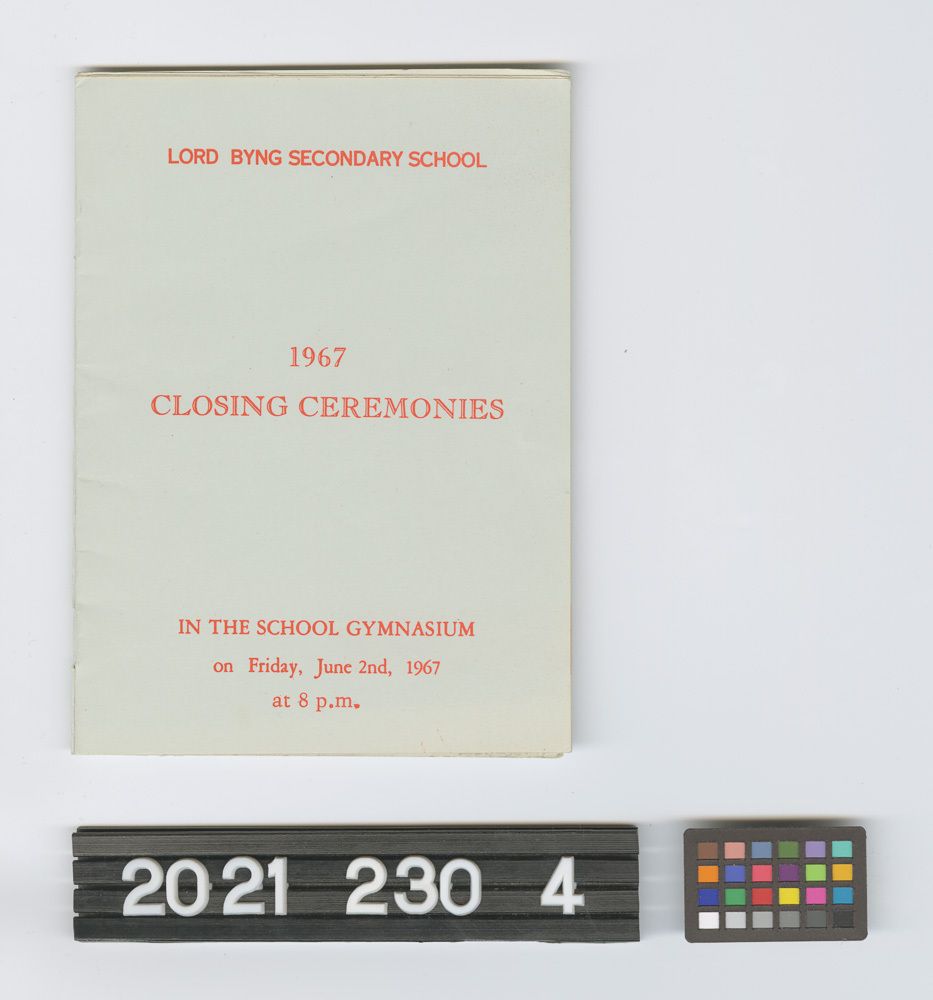 LORD BYNG SECONDARY SCHOOL
1967
CLOSING CEREMONIES
IN THE SCHOOL GYMNASIUM
on Friday, June 2nd, 1967
at 8 p.m.
2021 230 4